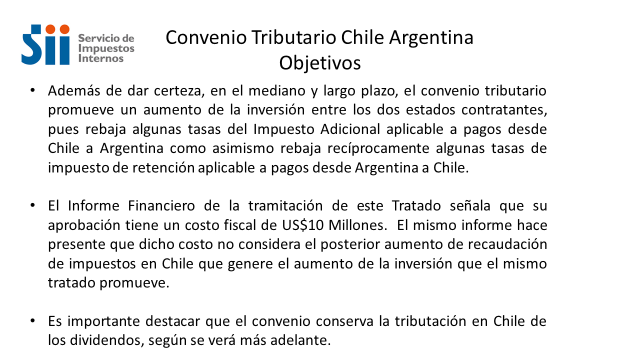 sii
Servicio de
Impuestos
Internos
Convenio Tributario Chile Argentina
Objetivos
• Además de dar certeza, en el mediano y largo plazo, el convenio tributario
promueve un aumento de la inversión entre los dos estados contratantes,
pues rebaja algunas tasas del Impuesto Adicional aplicable a pagos desde
Chile a Argentina como asimismo rebaja recíprocamente algunas tasas de
impuesto de retención aplicable a pagos desde Argentina a Chile.
• El Informe Financiero de la tramitación de este Tratado señala que su
aprobación tiene un costo fiscal de US$10 Millones. El mismo informe hace
presente que dicho costo no considera el posterior aumento de recaudación
de impuestos en Chile que genere el aumento de la inversión que el mismo
tratado promueve.
• Es importante destacar que el convenio conserva la tributación en Chile de
los dividendos, según se verá más adelante.